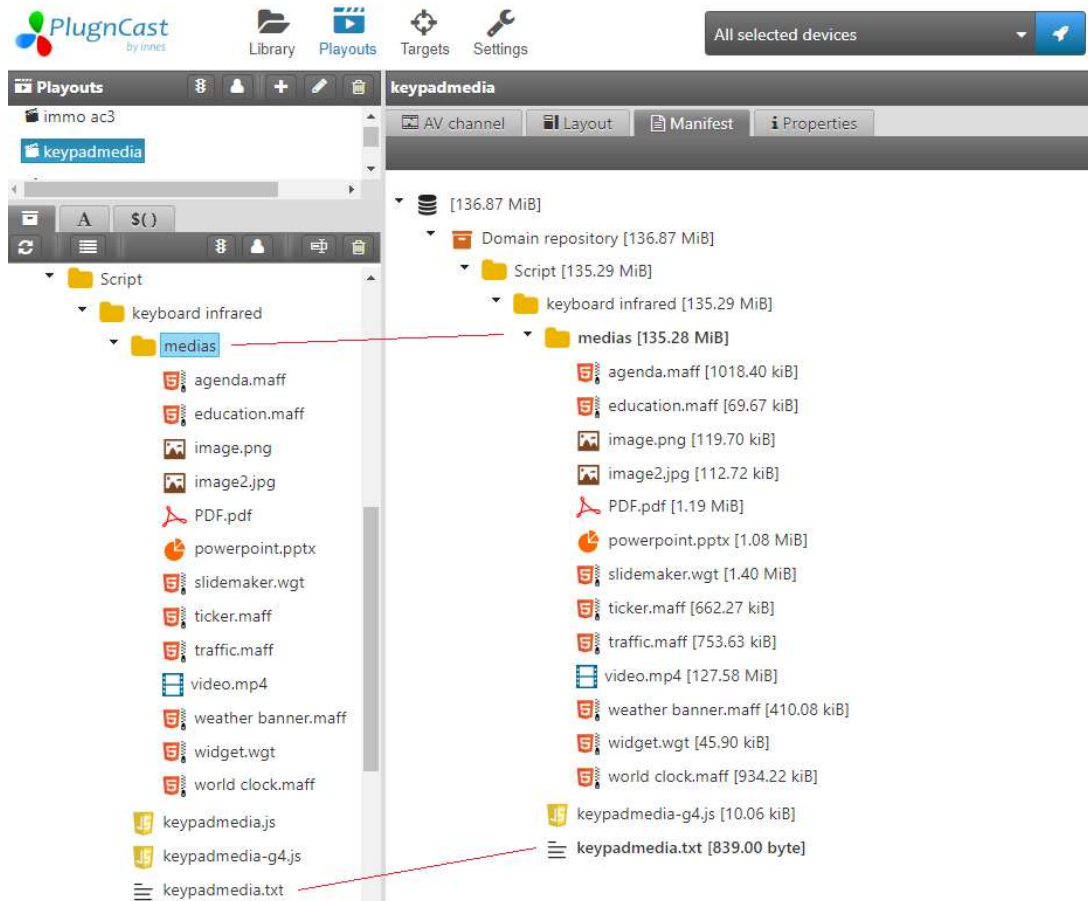 PlugnCast
by innes
Library
Playouts
Targets
Settings
All selected devices
Playouts
immo ac3
keypadmedia
A
$()
Script
keyboard infrared
medias
agenda.maff
education.maff
image.png
image2.jpg
PDF.pdf
powerpoint.pptx
slidemaker.wgt
ticker.maff
traffic.maff
video.mp4
weather banner.maff
widget.wgt
world clock.maff
keypadmedia.js
keypadmedia-g4.js
keypadmedia.txt
keypadmedia
AV channel
Layout
Manifest
Properties
[136.87 MiB]
Domain repository [136.87 MiB]
Script [135.29 MiB]
keyboard infrared [135.29 MiB]
medias [135.28 MiB]
agenda.maff [1018.40 kiB]
education.maff [69.67 kiB]
image.png [119.70 kiB]
image2.jpg [112.72 kiB]
PDF.pdf [1.19 MiB]
powerpoint.pptx [1.08 MiB]
slidemaker.wgt [1.40 MiB]
ticker.maff [662.27 kiB]
traffic.maff [753.63 kiB]
video.mp4 [127.58 MiB]
weather banner.maff [410.08 kiB]
widget.wgt [45.90 kiB]
world clock.maff [934.22 kiB]
keypadmedia-g4.js [10.06 kiB]
keypadmedia.txt [839.00 byte]